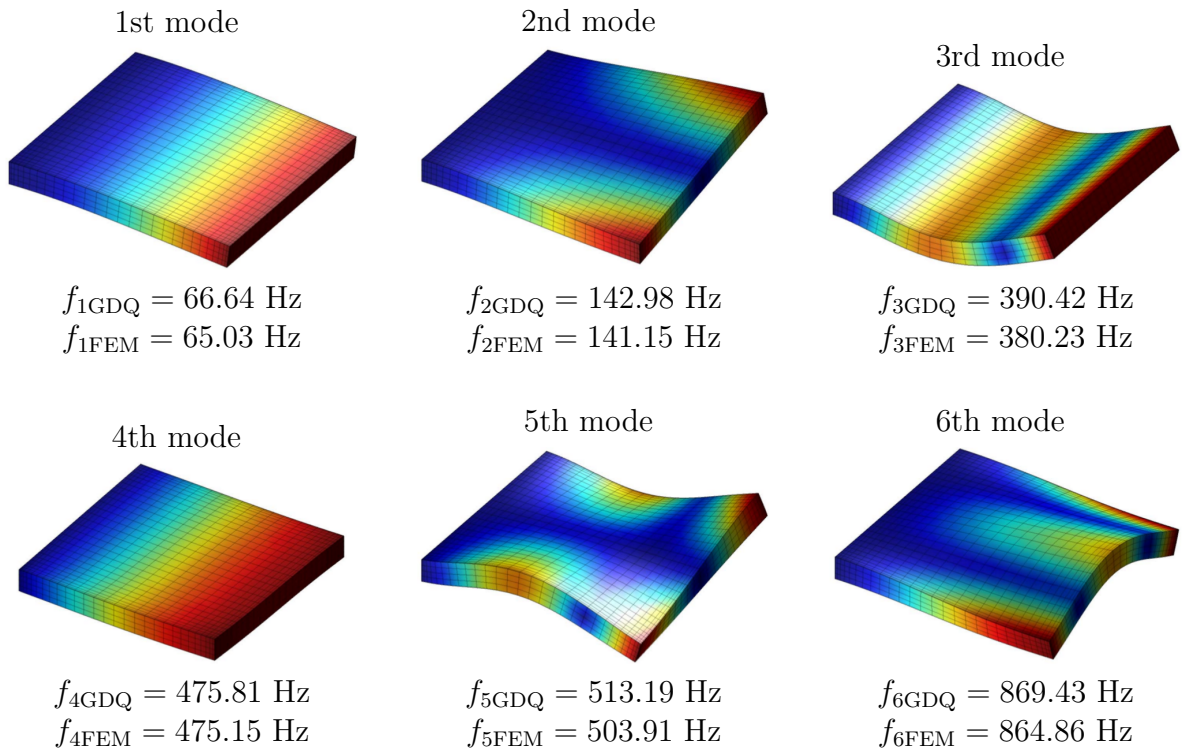 1st mode
2nd mode
3rd mode
f1GDQ = 66.64 Hz
f1FEM = 65.03 Hz
f2GDQ = 142.98 Hz
f2FEM = 141.15 Hz
f3GDQ = 390.42 Hz
f3FEM = 380.23 Hz
4th mode
5th mode
6th mode
f4GDQ = 475.81 Hz
f4FEM = 475.15 Hz
f5GDQ = 513.19 Hz
f5FEM = 503.91 Hz
f6GDQ = 869.43 Hz
f6FEM = 864.86 Hz